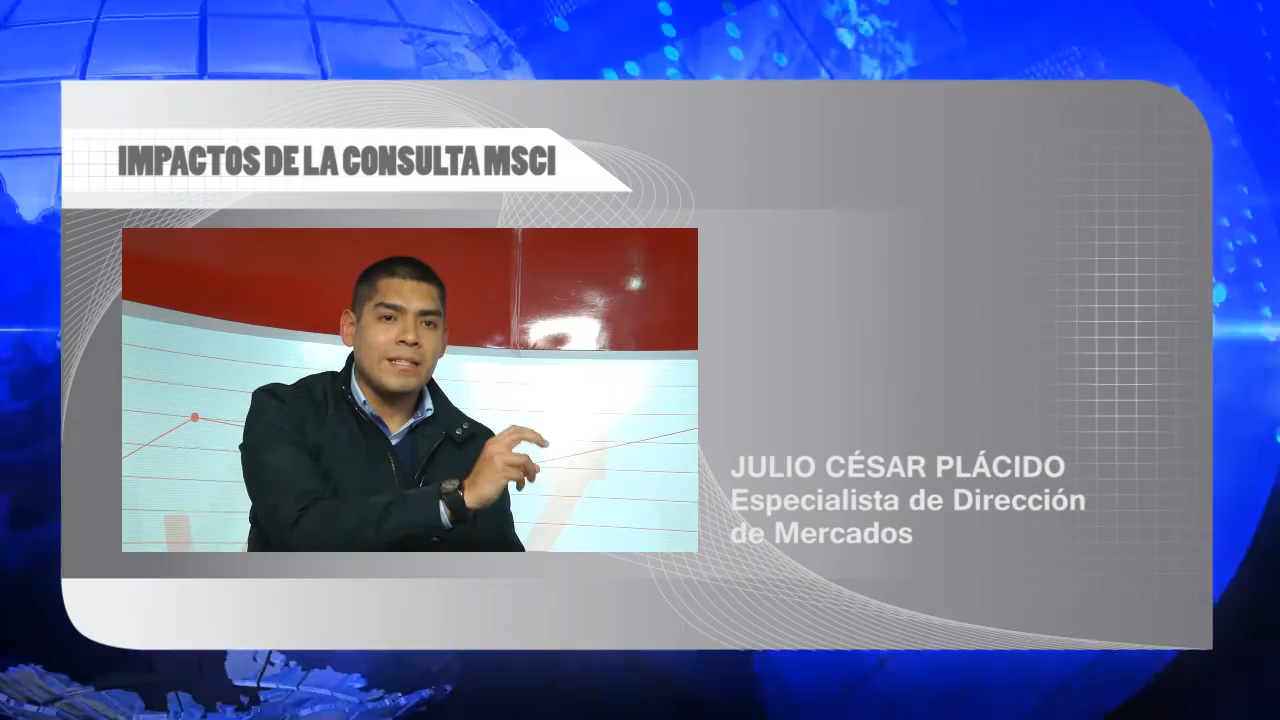 IMPACTOS DE LA CONSULTA MSCI
JULIO CÉSAR PLÁCIDO
Especialista de Dirección
de Mercados